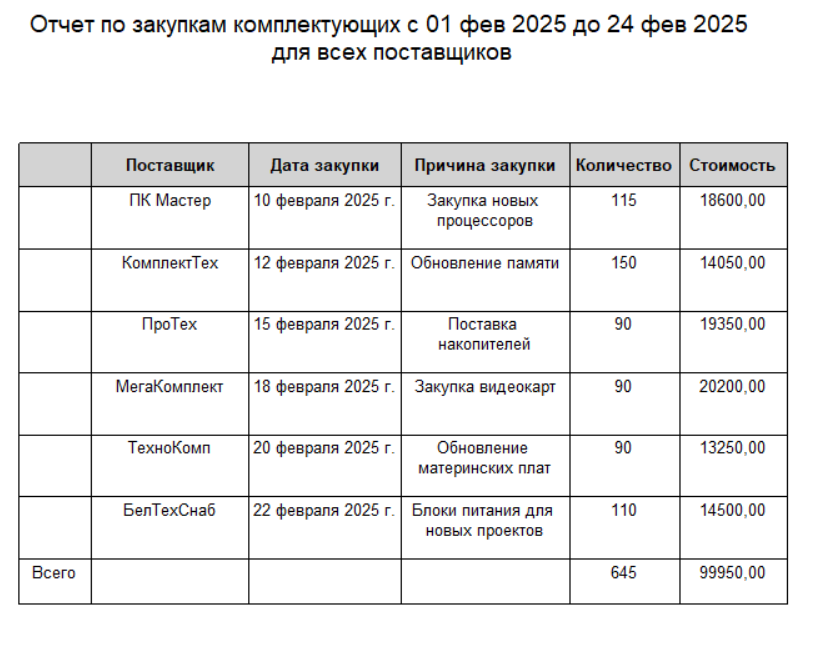 Отчет по закупкам комплектующих с 01 фев 2025 до 24 фев 2025
для всех поставщиков
Поставщик Дата закупки Причина закупки Количество Стоимость
ПК Мастер 10 февраля 2025 г. Закупка новых 115 18600,00
процессоров
КомплектТех 12 февраля 2025 г. Обновление памяти 150 14050,00
ПроТех 15 февраля 2025 г. Поставка 90 19350,00
накопителей
МегаКомплект 18 февраля 2025 г. Закупка видеокарт 90 20200,00
ТехноКомп 20 февраля 2025 г. Обновление 90 13250,00
материнских плат
БелТехСнаб 22 февраля 2025 г. Блоки питания для 110 14500,00
новых проектов
Всего 645 99950,00